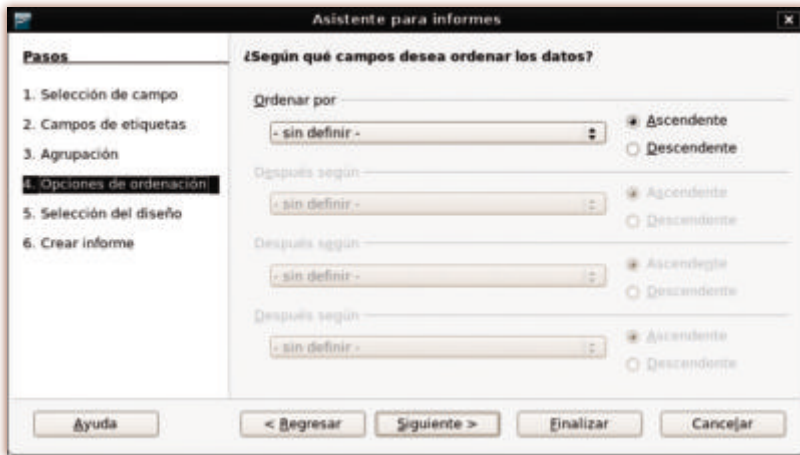 Asistente para informes
Pasos
1. Selección de campo
2. Campos de etiquetas
3. Agrupación
4. Opciones de ordenación
5. Selección del diseño
6. Crear informe
¿Según qué campos desea ordenar los datos?
Ordenar por
- sin definir -
Ascendente
Descendente
Después según
- sin definir -
Ascendente
Descendente
Después según
- sin definir -
Ascendente
Descendente
Después según
- sin definir -
Ascendente
Descendente
Ayuda
< Regresar
Siguiente >
Finalizar
Cancelar